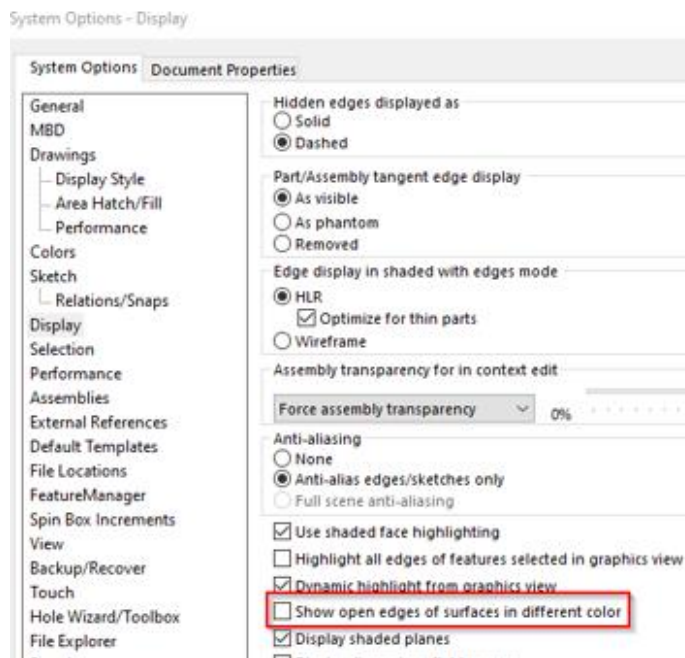 System Options - Display
System Options Document Properties
General
MBD
Drawings
Display Style
Area Hatch/Fill
Performance
Colors
Sketch
Relations/Snaps
Display
Selection
Performance
Assemblies
External References
Default Templates
File Locations
FeatureManager
Spin Box Increments
View
Backup/Recover
Touch
Hole Wizard/Toolbox
File Explorer
Hidden edges displayed as
Solid
Dashed
Part/Assembly tangent edge display
As visible
As phantom
Removed
Edge display in shaded with edges mode
HLR
Optimize for thin parts
Wireframe
Assembly transparency for in context edit
Force assembly transparency 0%
Anti-aliasing
None
Anti-alias edges/sketches only
Full scene anti-aliasing
Use shaded face highlighting
Highlight all edges of features selected in graphics view
Dynamic highlight from graphics view
Show open edges of surfaces in different color
Display shaded planes